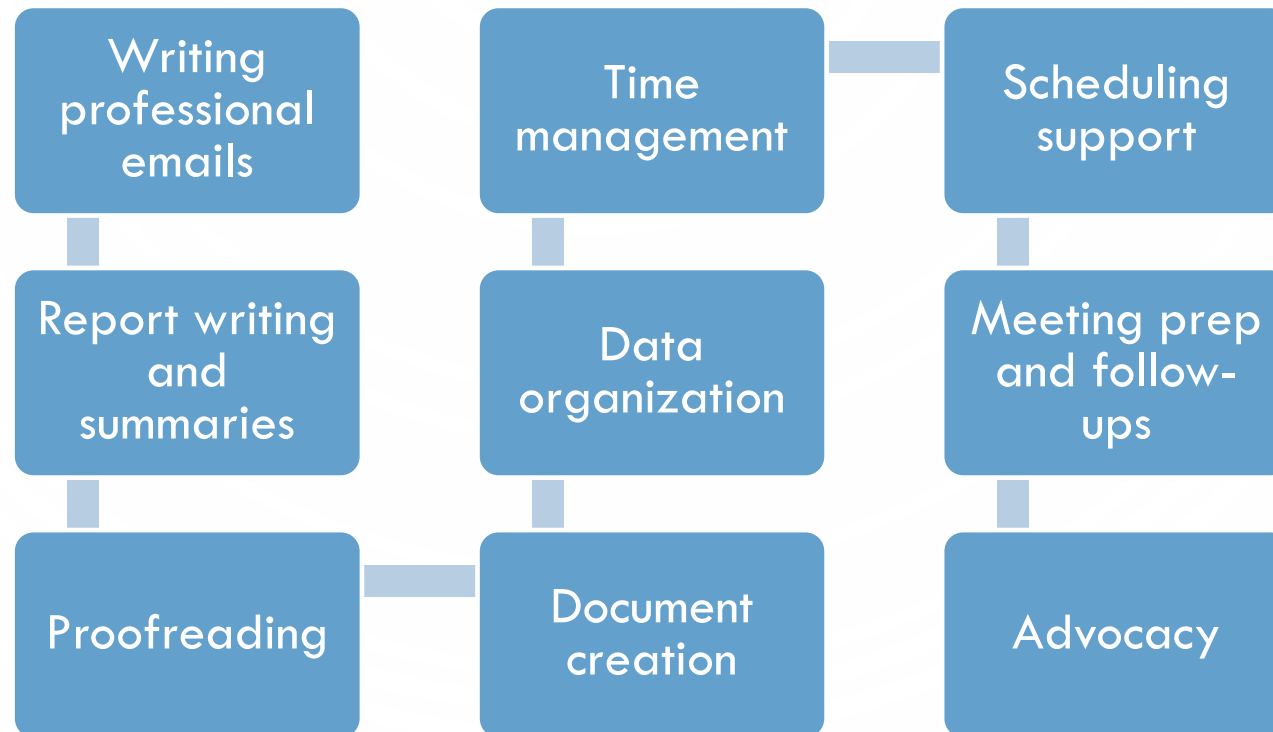 Writing
professional
emails
Report writing
and
summaries
Proofreading
Document
creation
Data
organization
Time
management
Scheduling
support
Meeting prep
and follow-
ups
Advocacy